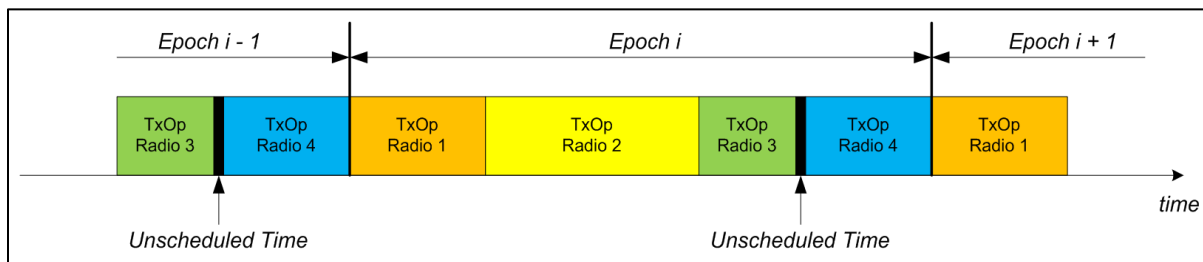 Epoch i - 1
Epoch i
Epoch i + 1
TxOp
Radio 3
TxOp
Radio 4
TxOp
Radio 1
TxOp
Radio 2
TxOp
Radio 3
TxOp
Radio 4
TxOp
Radio 1
time
Unscheduled Time
Unscheduled Time